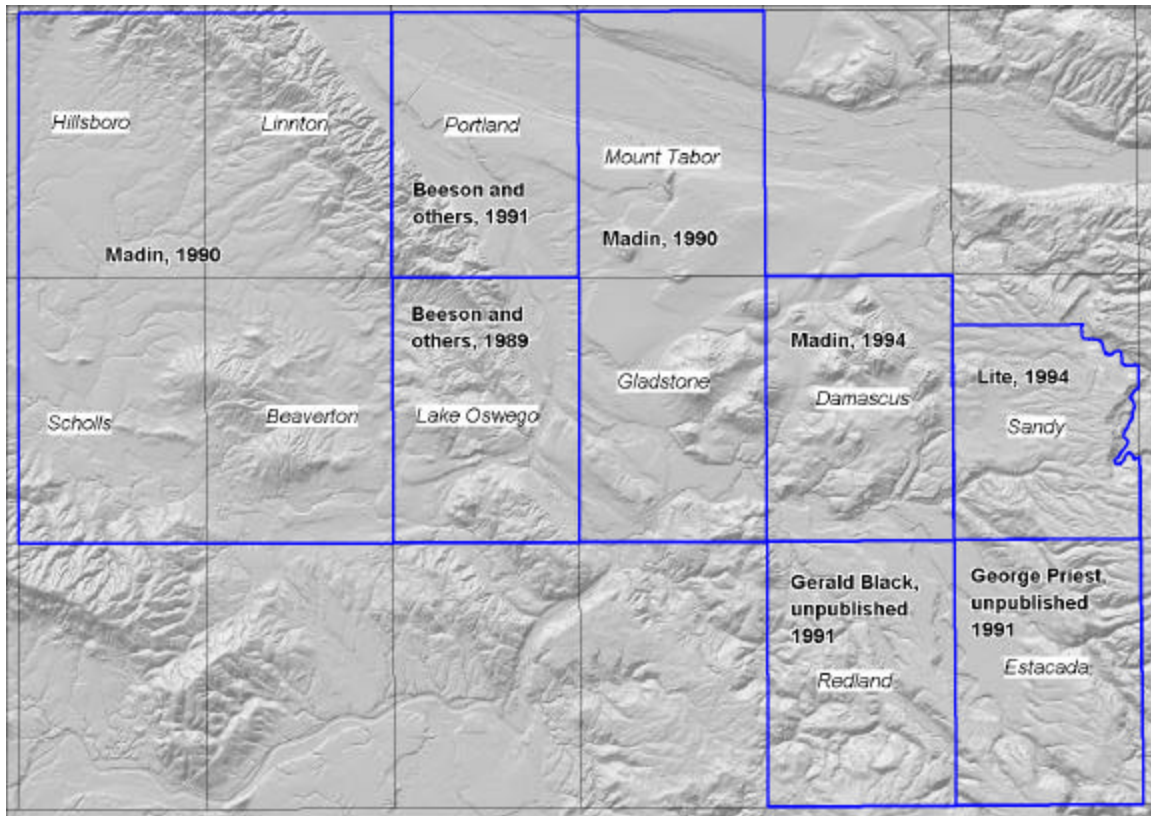 Hillsboro
Linnton
Portland
Mount Tabor
Beeson and
others, 1991
Madin, 1990
Madin, 1990
Beeson and
others, 1989
Madin, 1994
Lite, 1994
Gladstone
Damascus
Scholls
Beaverton
Lake Oswego
Sandy
Gerald Black,
unpublished
1991
George Priest,
unpublished
1991
Redland
Estacada